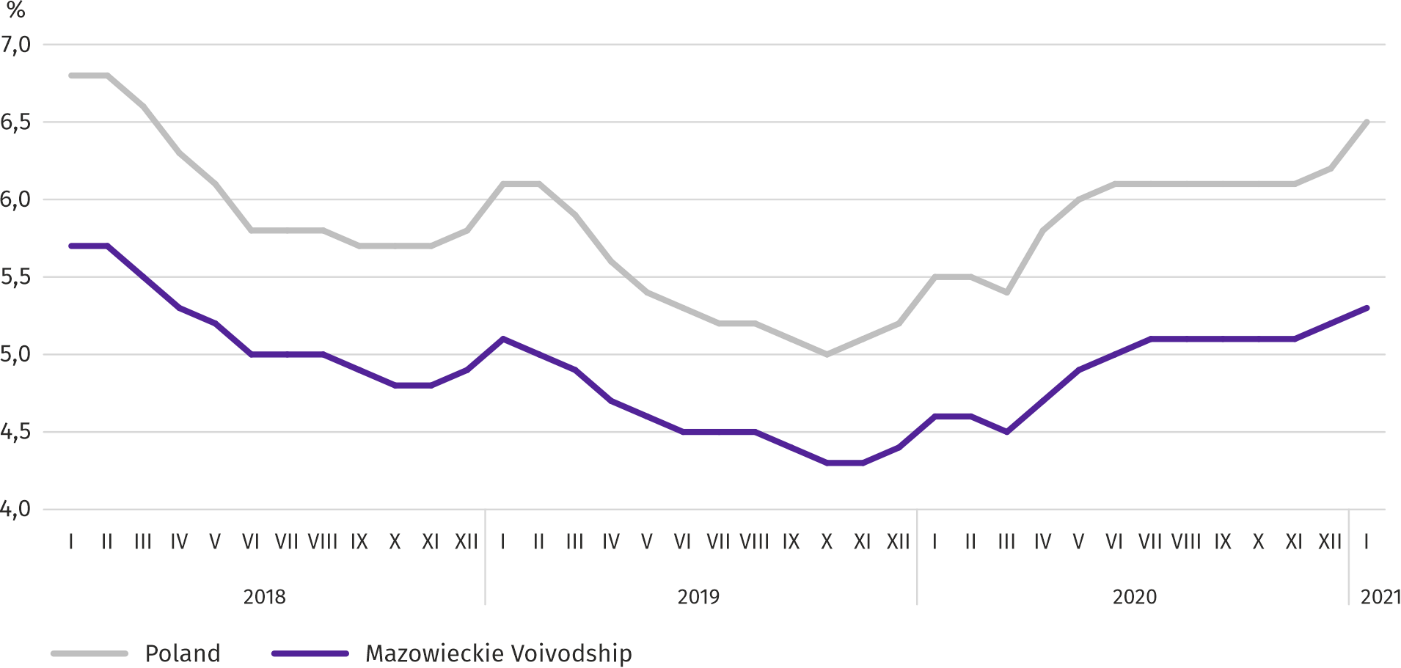 %
7,0
6,5
6,0
5,5
5,0
4,5
4,0
I II III IV V VI VII VIII IX X XI XII I II III IV V VI VII VIII IX X XI XII I II III IV V VI VII VIII IX X XI XII I
2018 2019 2020 2021
Poland Mazowieckie Voivodship